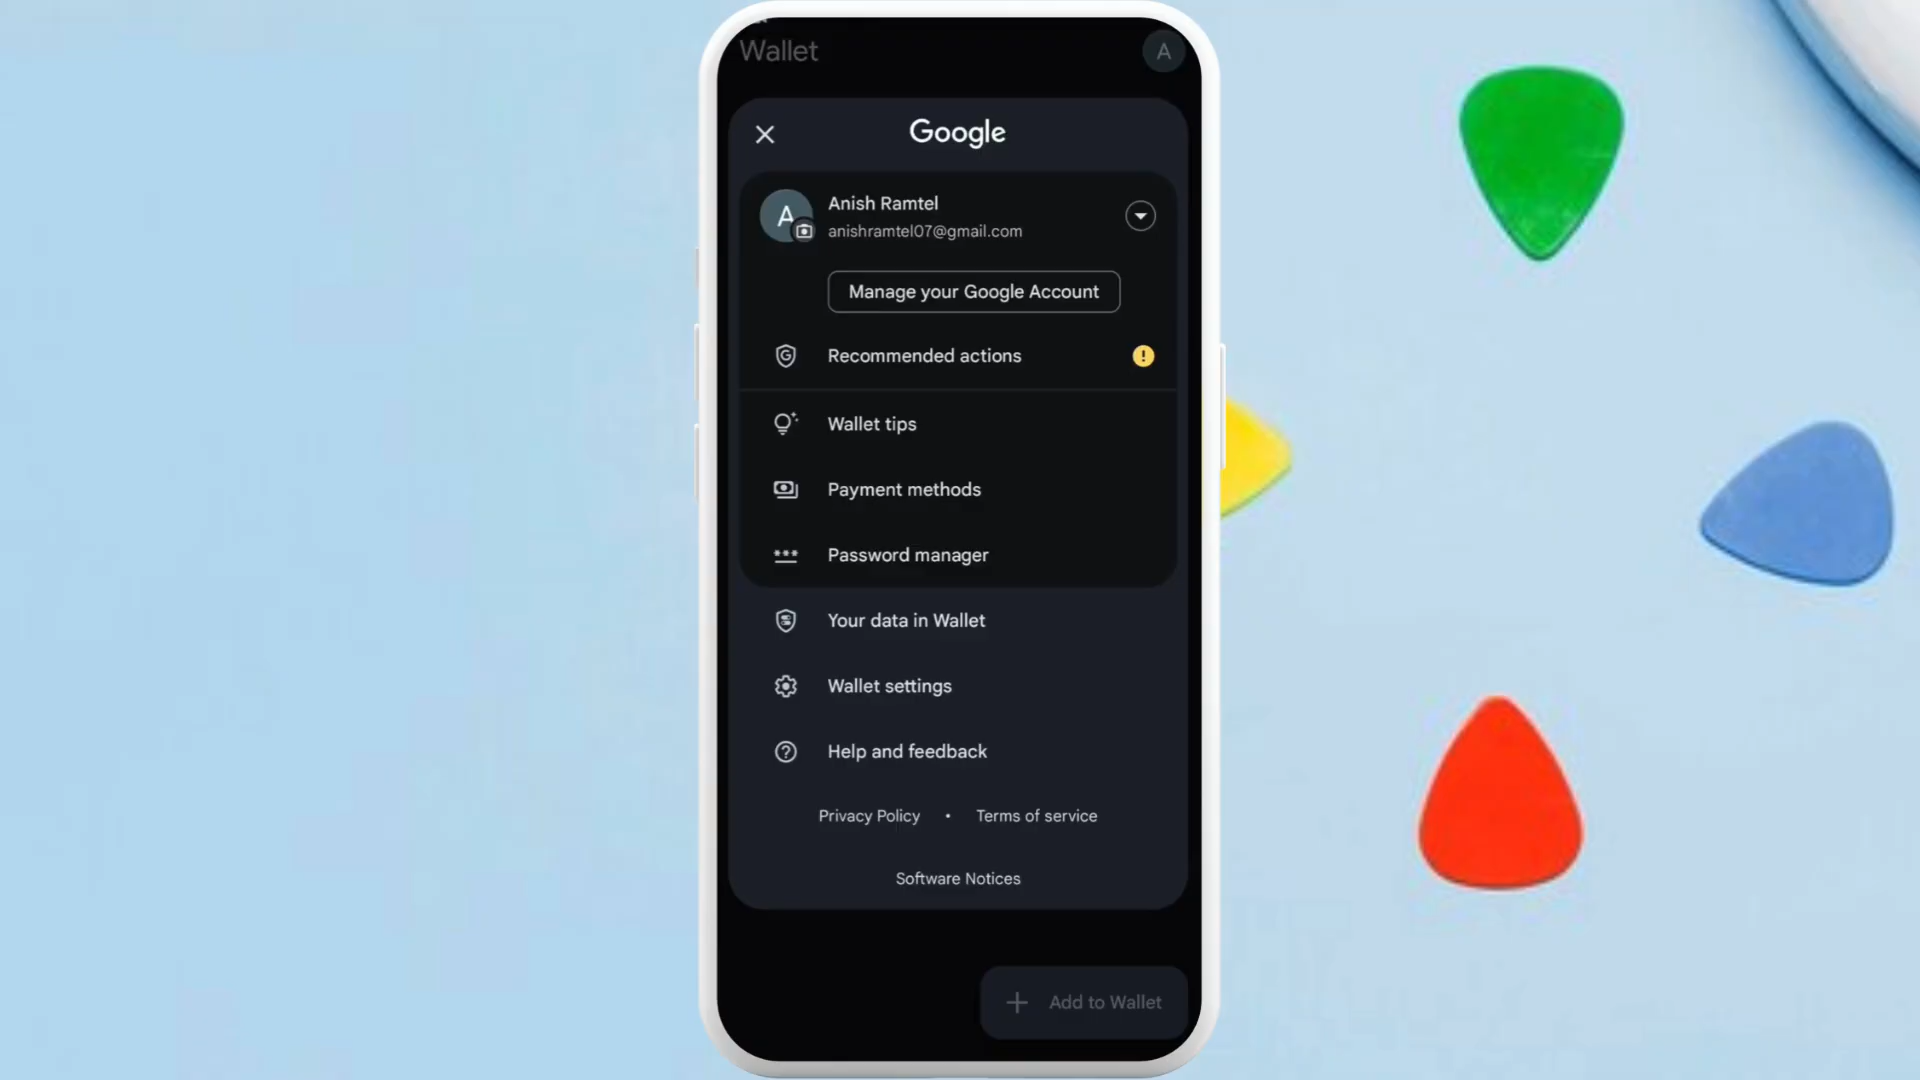 Wallet
A
Google
A
Anish Ramtel
anishramtel07@gmail.com
Manage your Google Account
Recommended actions
Wallet tips
Payment methods
Password manager
Your data in Wallet
Wallet settings
Help and feedback
Privacy Policy • Terms of service
Software Notices
+ Add to Wallet